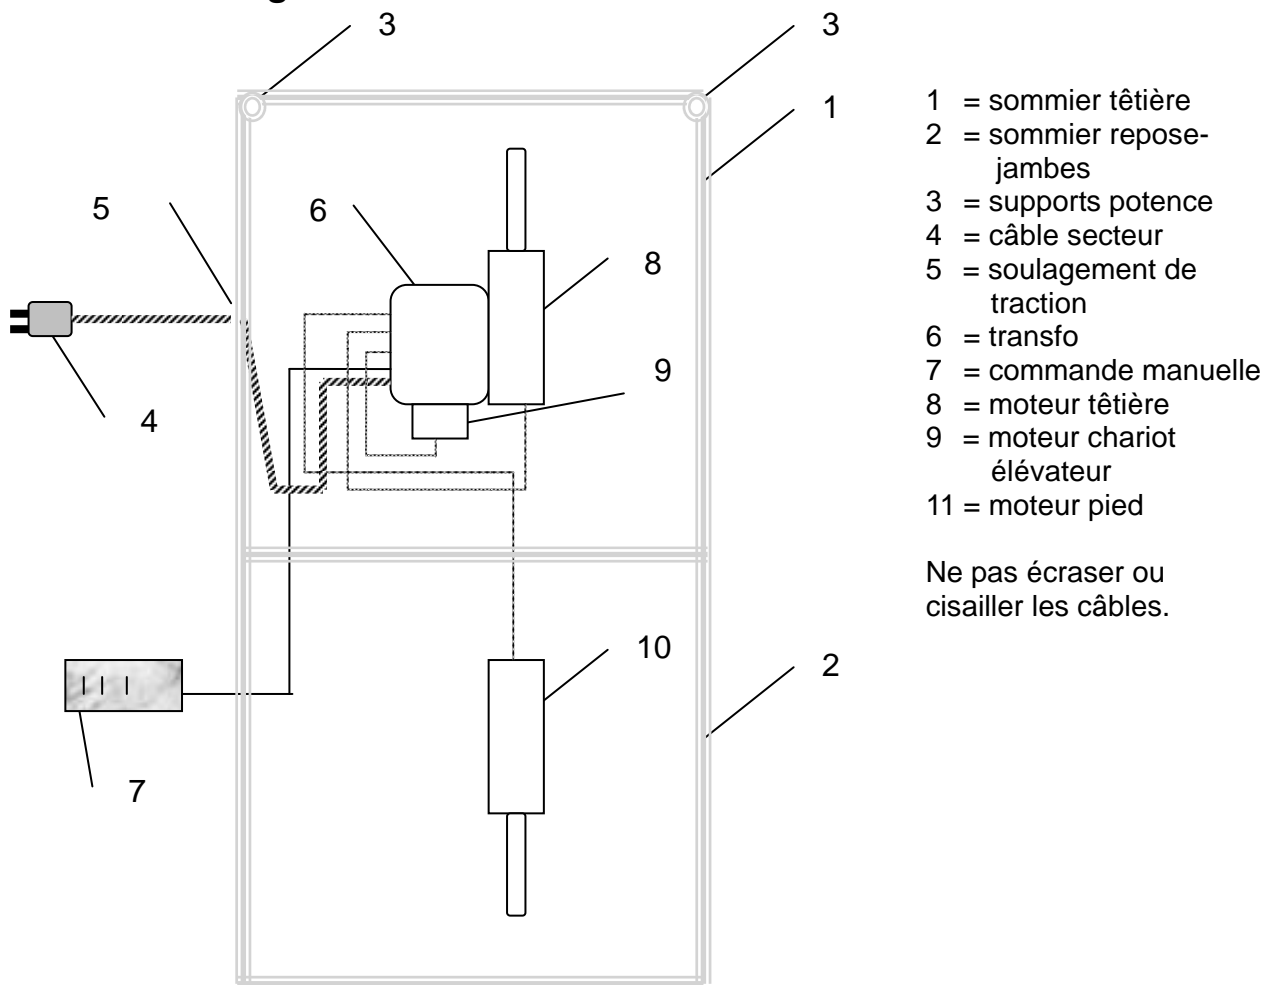 3
3
1
5
6
8
9
4
10
2
7
1 = sommier têtière
2 = sommier repose-
jambes
3 = supports potence
4 = câble secteur
5 = soulagement de
traction
6 = transfo
7 = commande manuelle
8 = moteur têtière
9 = moteur chariot
élévateur
11 = moteur pied
Ne pas écraser ou
cisailler les câbles.